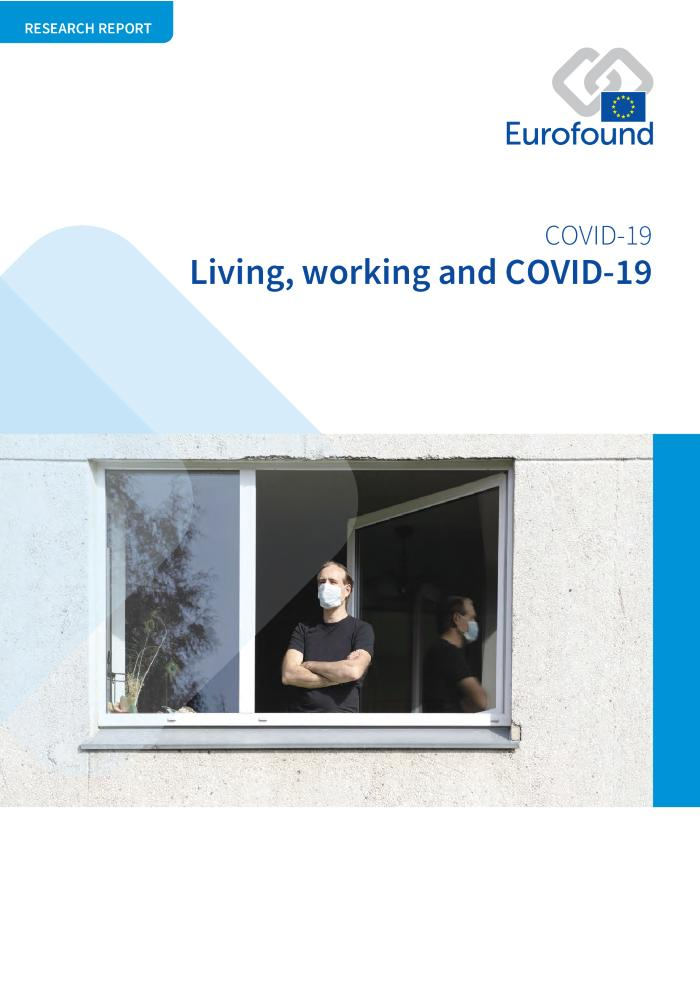 RESEARCH REPORT
Eurofound
COVID-19
Living, working and COVID-19